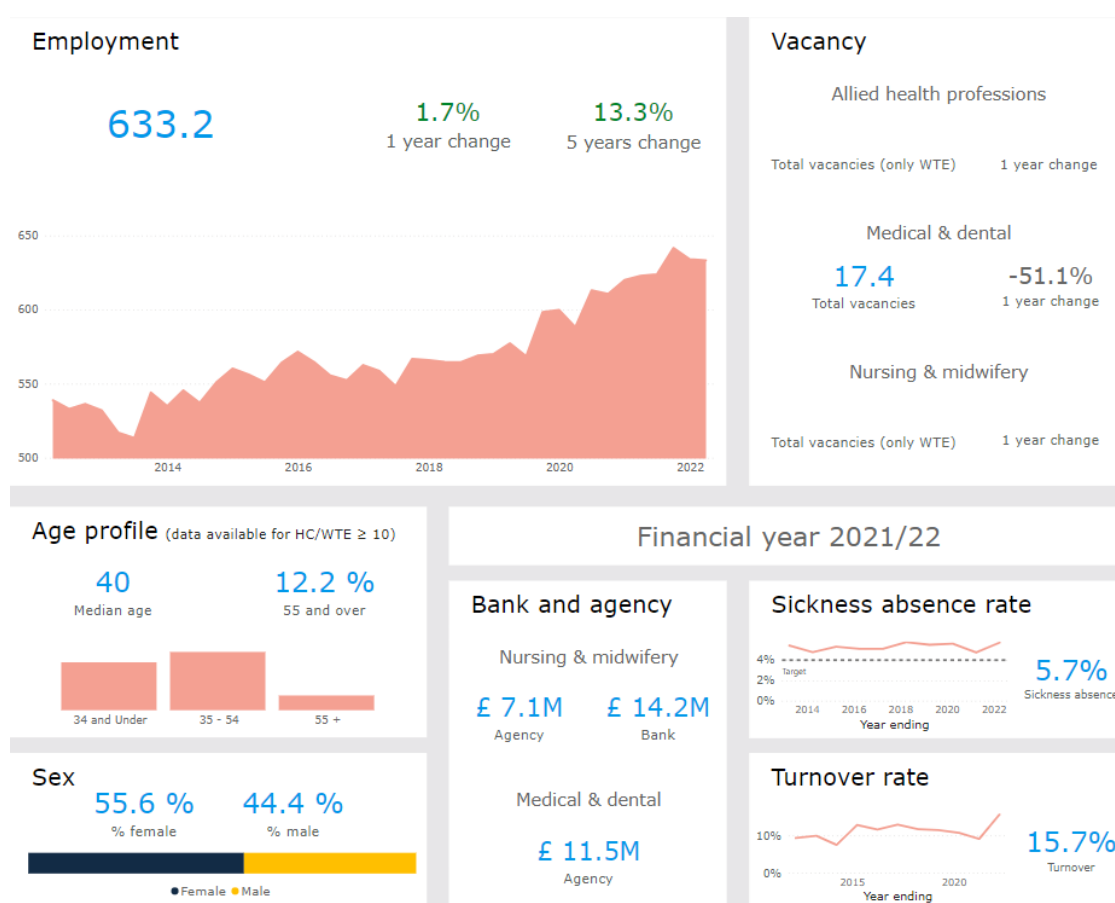 Employment
633.2
1.7%
1 year change
13.3%
5 years change
650
600
550
500
2014 2016 2018 2020 2022
Vacancy
Allied health professions
Total vacancies (only WTE) 1 year change
Medical & dental
17.4 -51.1%
Total vacancies 1 year change
Nursing & midwifery
Total vacancies (only WTE) 1 year change
Age profile (data available for HC/WTE ≥ 10)
40 12.2 %
Median age 55 and over
34 and Under 35 - 54 55 +
Sex
55.6 % 44.4 %
% female % male
Female Male
Financial year 2021/22
Bank and agency
Nursing & midwifery
£ 7.1M £ 14.2M
Agency Bank
Medical & dental
£ 11.5M
Agency
Sickness absence rate
4%
Target
2%
0%
2014 2016 2018 2020 2022
Year ending
5.7%
Sickness absence
Turnover rate
10%
0%
2015 2020
Year ending
15.7%
Turnover